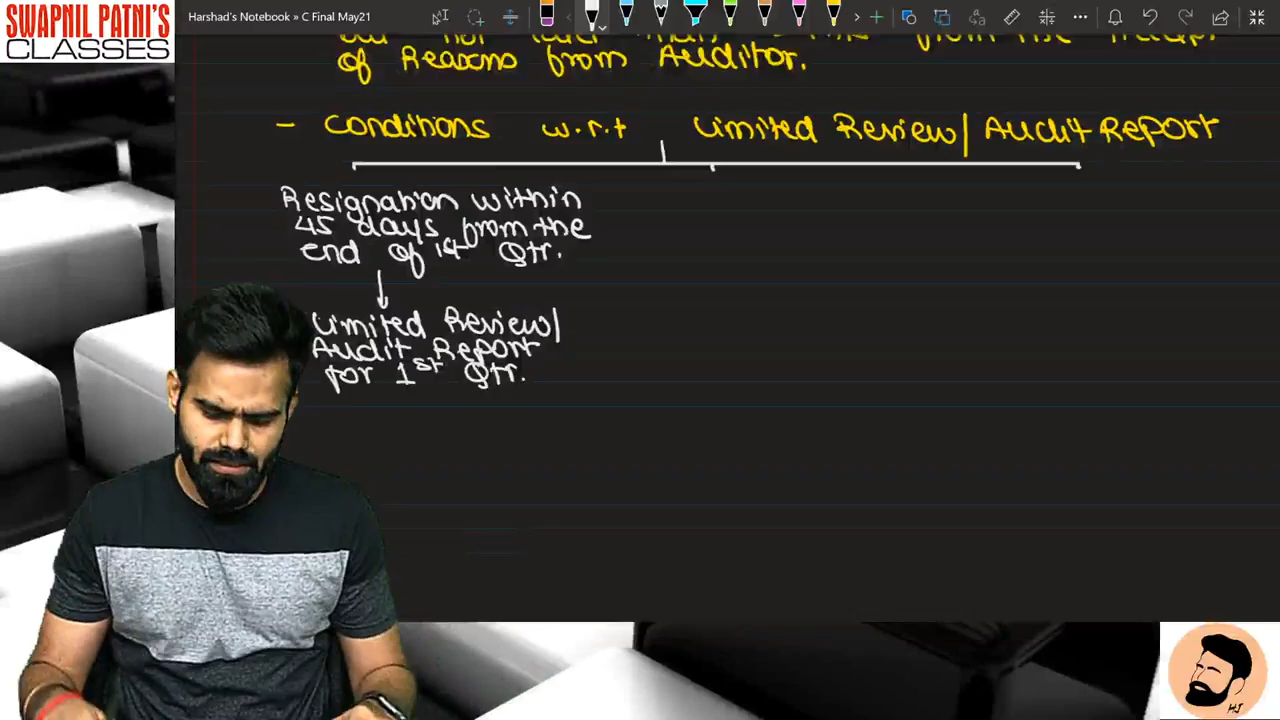 SWAPNIL PATNI'S
CLASSES
Harshad's Notebook » C Final May21
of Reasons from Auditor.
- Conditions w.r.t Limited Review/ Audit Report
Resignation within
45 days from the
end of 1st Qtr.
Limited Review/
Audit Report
for 1st Qtr.
HJ